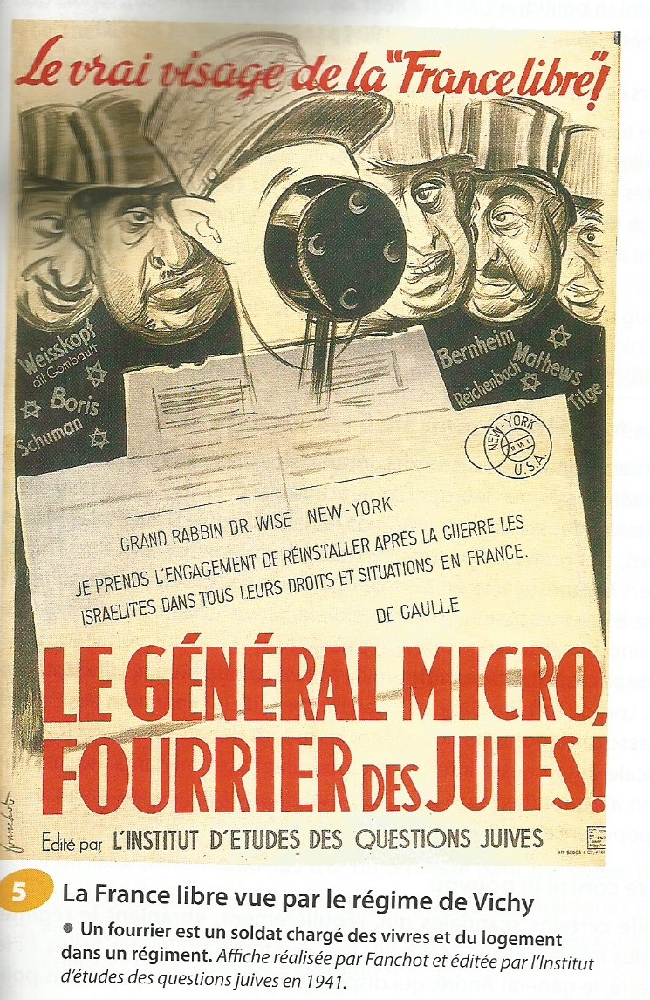 Le vrai visage de la "France libre"!
Weisskopf
dit Gombault
Boris
Schuman
Bernheim
Mathews
Reichenbach
Tilge
NEW-YORK
U.S.A.
GRAND RABBIN DR. WISE NEW-YORK
JE PRENDS L'ENGAGEMENT DE RÉINSTALLER APRÈS LA GUERRE LES
ISRAËLITES DANS TOUS LEURS DROITS ET SITUATIONS EN FRANCE.
DE GAULLE
LE GÉNÉRAL MICRO,
FOURRIER DES JUIFS!
Edité par L'INSTITUT D'ETUDES DES QUESTIONS JUIVES
5
La France libre vue par le régime de Vichy
● Un fourrier est un soldat chargé des vivres et du logement
dans un régiment. Affiche réalisée par Fanchot et éditée par l'Institut
d'études des questions juives en 1941.